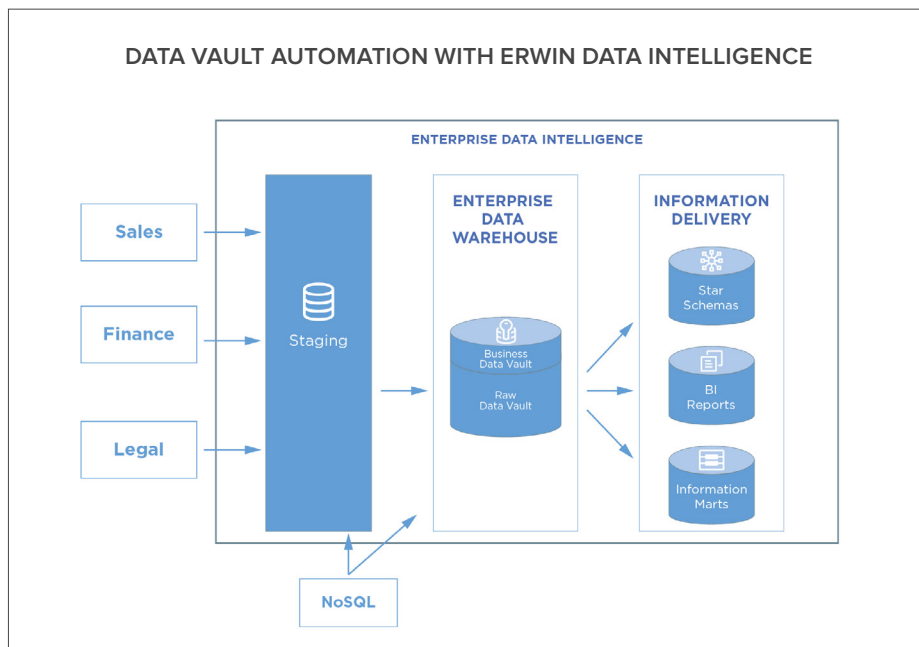 DATA VAULT AUTOMATION WITH ERWIN DATA INTELLIGENCE
ENTERPRISE DATA INTELLIGENCE
Sales
Finance
Legal
Staging
ENTERPRISE
DATA
WAREHOUSE
Business
Data Vault
Raw
Data Vault
INFORMATION
DELIVERY
Star
Schemas
BI
Reports
Information
Marts
NoSQL